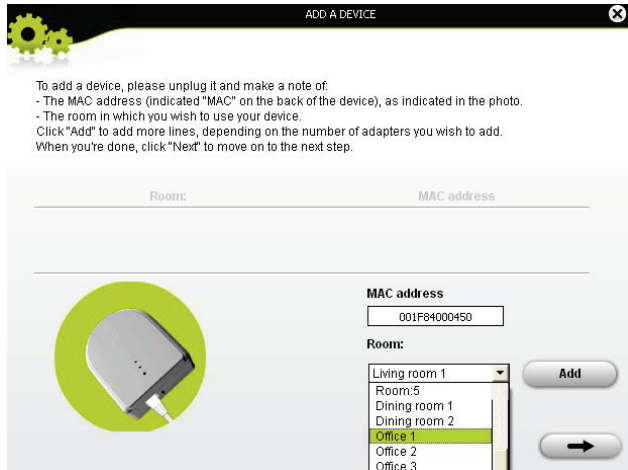 ADD A DEVICE
To add a device, please unplug it and make a note of:
- The MAC address (indicated "MAC" on the back of the device), as indicated in the photo.
- The room in which you wish to use your device.
Click "Add" to add more lines, depending on the number of adapters you wish to add.
When you're done, click "Next" to move on to the next step.
Room: MAC address
MAC address
001F84000450
Room:
Living room 1
Add
Room:5
Dining room 1
Dining room 2
Office 1
Office 2
Office 3